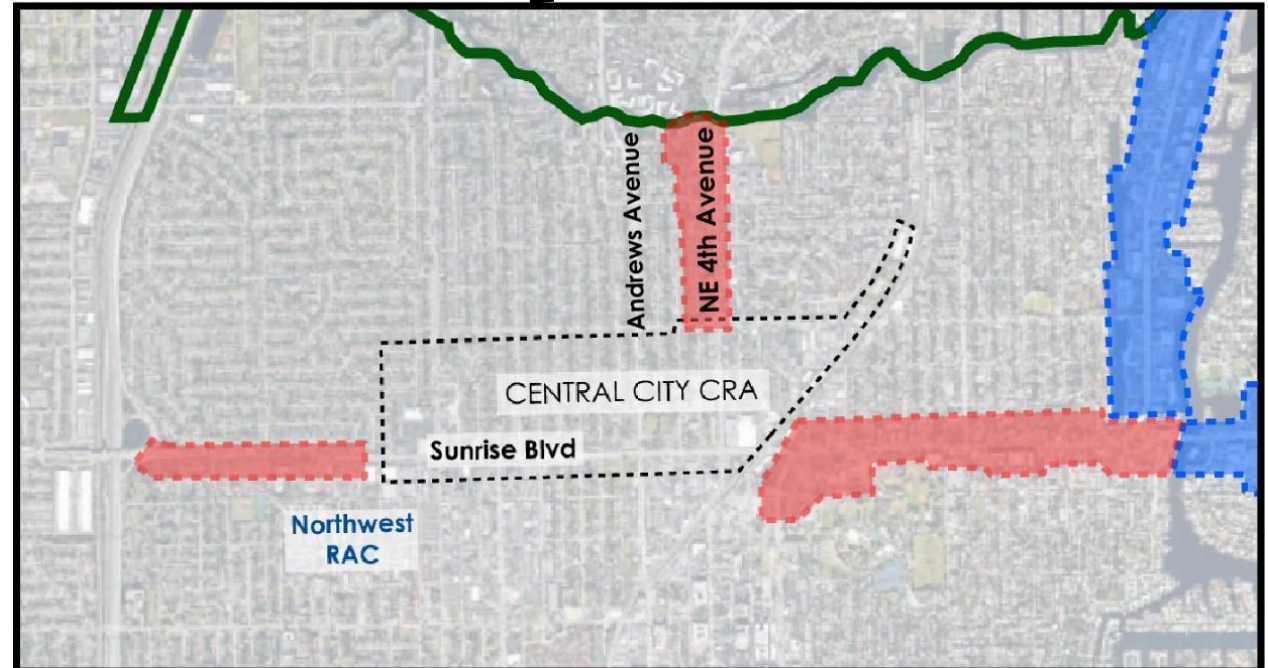 Andrews Avenue
NE 4th Avenue
CENTRAL CITY CRA
Sunrise Blvd
Northwest
RAC